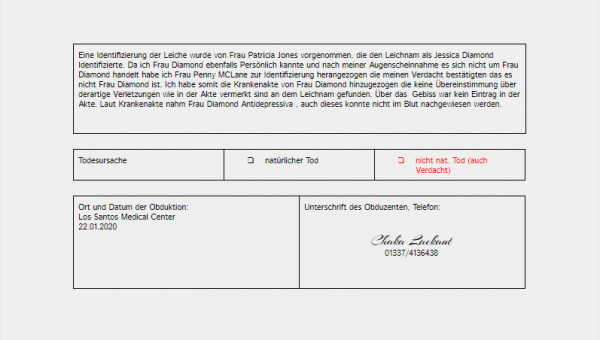 Eine Identifizierung der Leiche wurde von Frau Patricia Jones vorgenommen, die den Leichnam als Jessica Diamond
Identifizierte. Da ich Frau Diamond ebenfalls Persönlich kannte und nach meiner Augenscheinnahme es sich nicht um Frau
Diamond handelt habe ich Frau Penny MCLane zur Identifizierung herangezogen die meinen Verdacht bestätigten das es
nicht Frau Diamond ist. Ich habe somit die Krankenakte von Frau Diamond hinzugezogen die keine Übereinstimmung über
derartige Verletzungen wie in der Akte vermerkt sind an dem Leichnam gefunden. Über das Gebiss war kein Eintrag in der
Akte. Laut Krankenakte nahm Frau Diamond Antidepressiva , auch dieses konnte nicht im Blut nachgewiesen werden.
Todesursache
❑ natürlicher Tod
❑ nicht nat. Tod (auch
Verdacht)
Ort und Datum der Obduktion:
Los Santos Medical Center
22.01.2020
Unterschrift des Obduzenten, Telefon:
Chaka Lackant
01337/4136438